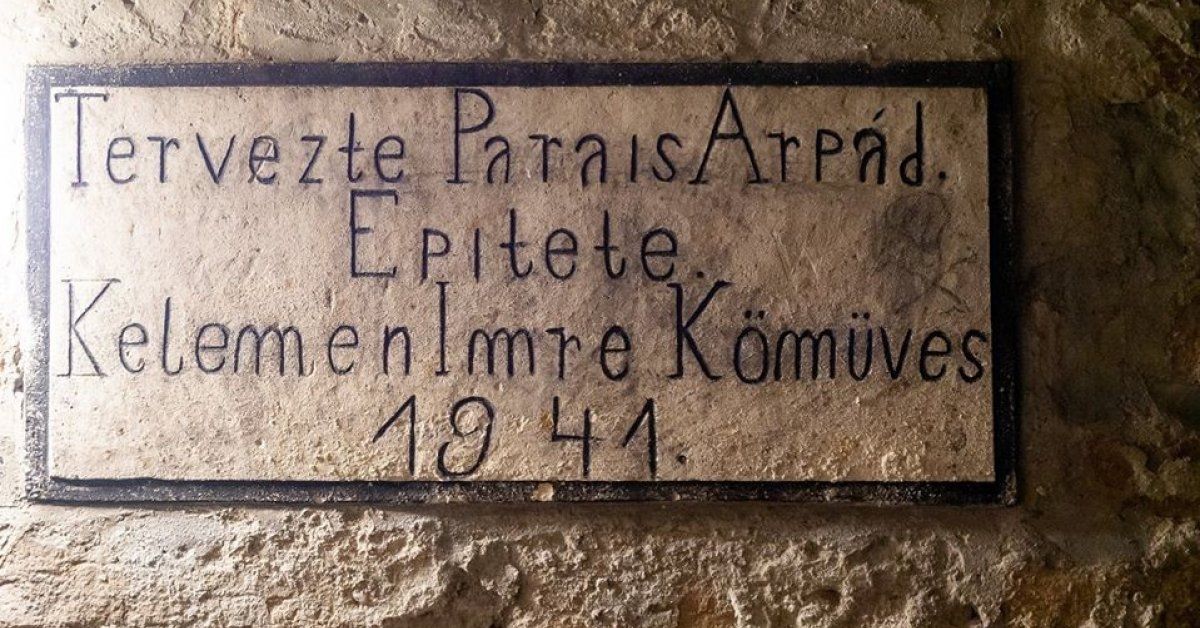 Tervezte Parais Arpád.
Epitete.
Kelemen Imre Kömüves
1941.